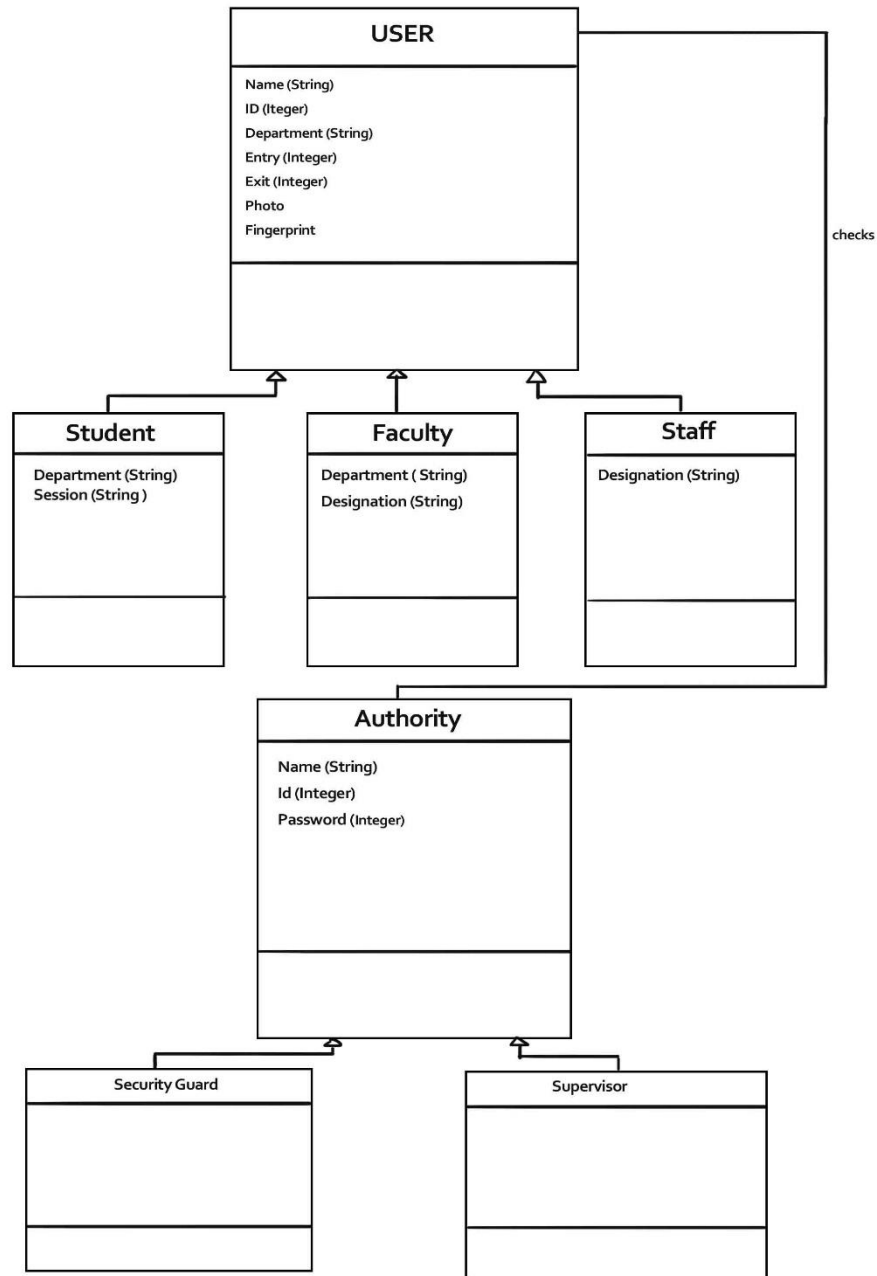 USER
Name (String)
ID (Iteger)
Department (String)
Entry (Integer)
Exit (Integer)
Photo
Fingerprint
checks
Student
Department (String)
Session (String )
Faculty
Department ( String)
Designation (String)
Staff
Designation (String)
Authority
Name (String)
Id (Integer)
Password (Integer)
Security Guard
Supervisor